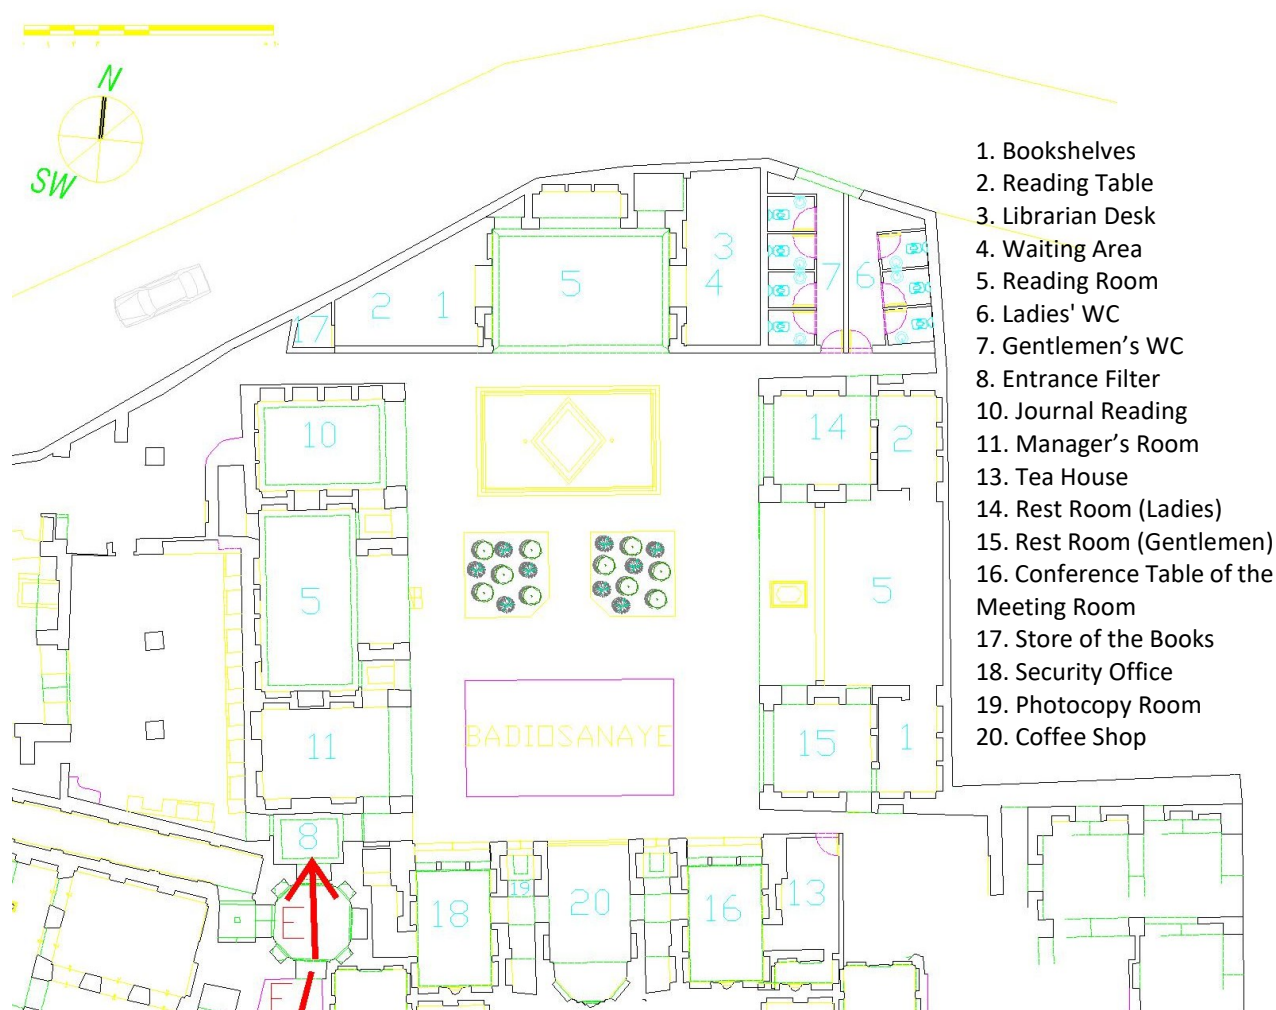 N
SW
1. Bookshelves
2. Reading Table
3. Librarian Desk
4. Waiting Area
5. Reading Room
6. Ladies' WC
7. Gentlemen’s WC
8. Entrance Filter
10. Journal Reading
11. Manager’s Room
13. Tea House
14. Rest Room (Ladies)
15. Rest Room (Gentlemen)
16. Conference Table of the
Meeting Room
17. Store of the Books
18. Security Office
19. Photocopy Room
20. Coffee Shop
3
5
7
6
4
2
1
17
10
14
2
5
5
11
BADIOSANAYE
15
1
8
19
18
20
16
13
E
E